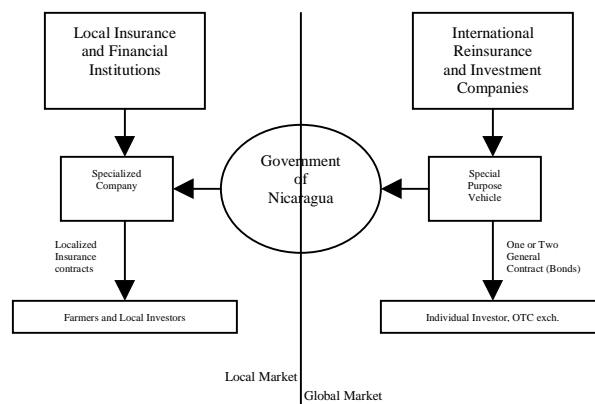 Local Insurance
and Financial
Institutions
International
Reinsurance
and Investment
Companies
Government
of
Nicaragua
Specialized
Company
Special
Purpose
Vehicle
Localized
Insurance
contracts
One or Two
General
Contract (Bonds)
Farmers and Local Investors
Individual Investor, OTC exch.
Local Market
Global Market